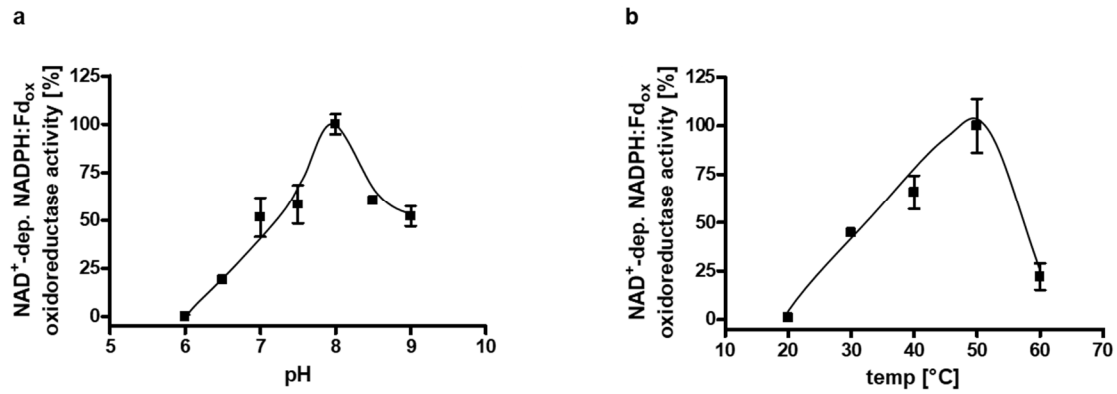 a
NAD⁺-dep. NADPH:Fdₒₓ
oxidoreductase activity [%]
125
100
75
50
25
0
5 6 7 8 9 10
pH
b
NAD⁺-dep. NADPH:Fdₒₓ
oxidoreductase activity [%]
125
100
75
50
25
0
10 20 30 40 50 60 70
temp [°C]